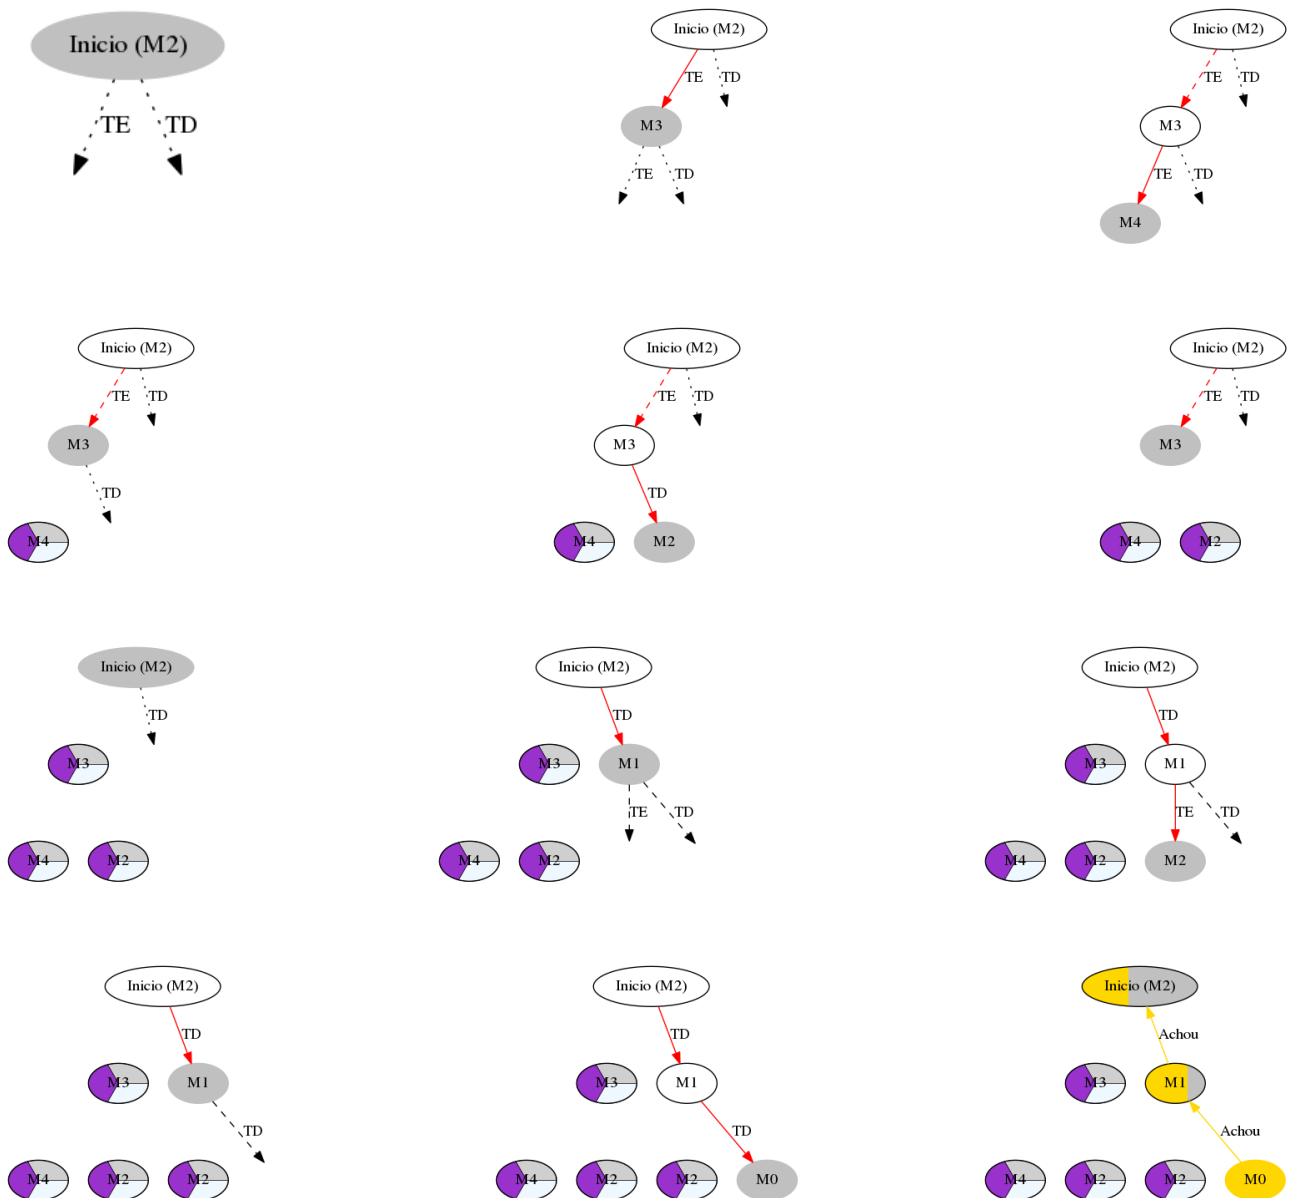 Inicio (M2)
TE
TD
Inicio (M2)
TE
TD
M3
TE
TD
Inicio (M2)
TE
TD
M3
TE
TD
M4
Inicio (M2)
TE
TD
M3
TD
M4
Inicio (M2)
TE
TD
M3
TD
M4
M2
Inicio (M2)
TE
TD
M3
M4
M2
Inicio (M2)
TD
M3
M4
M2
Inicio (M2)
TD
M3
M1
TE
TD
M4
M2
Inicio (M2)
TD
M3
M1
TE
TD
M4
M2
M2
Inicio (M2)
TD
M3
M1
TD
M4
M2
M2
Inicio (M2)
TD
M3
M1
TD
M4
M2
M2
M0
Inicio (M2)
Achou
M3
M1
Achou
M4
M2
M2
M0